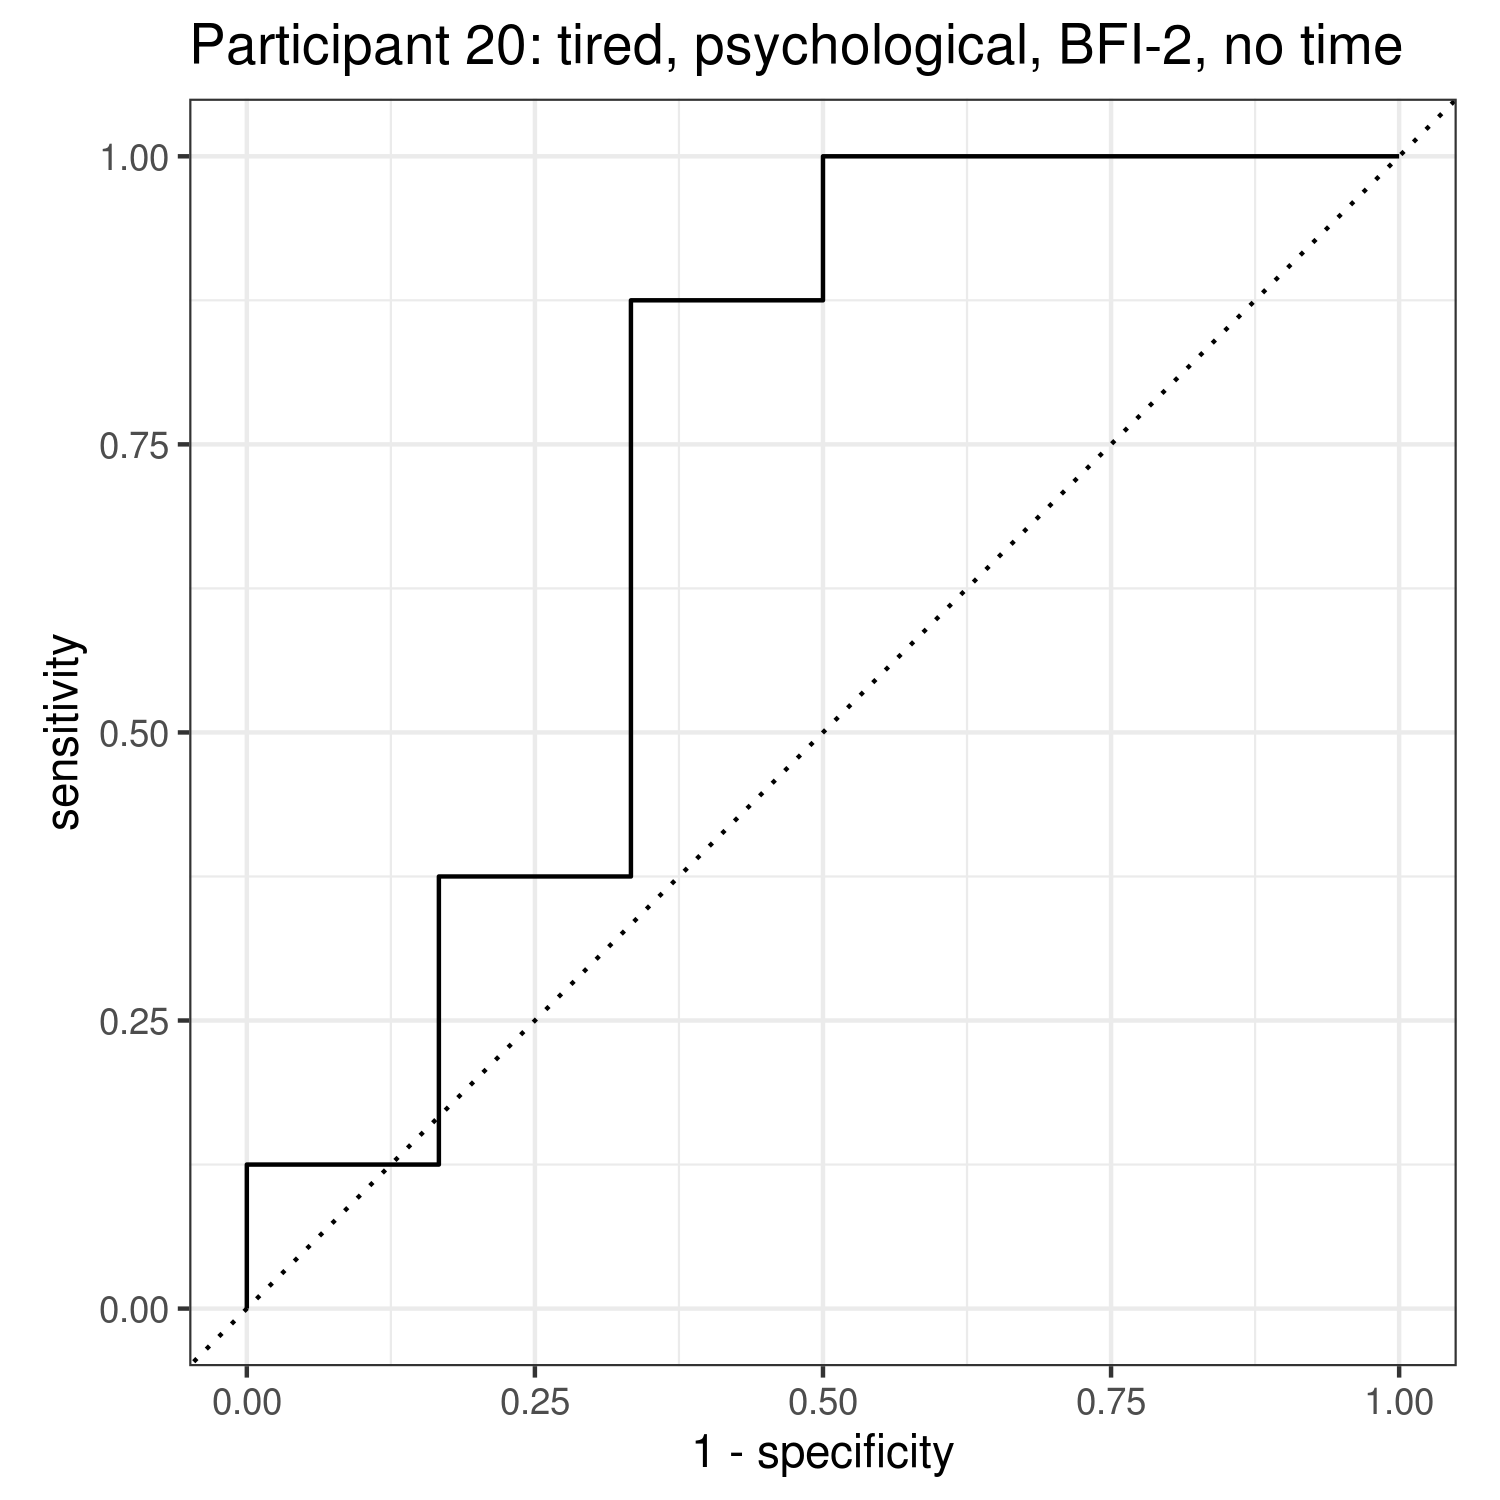 Participant 20: tired, psychological, BFI-2, no time
1.00
0.75
0.50
0.25
0.00
sensitivity
0.00 0.25 0.50 0.75 1.00
1 - specificity